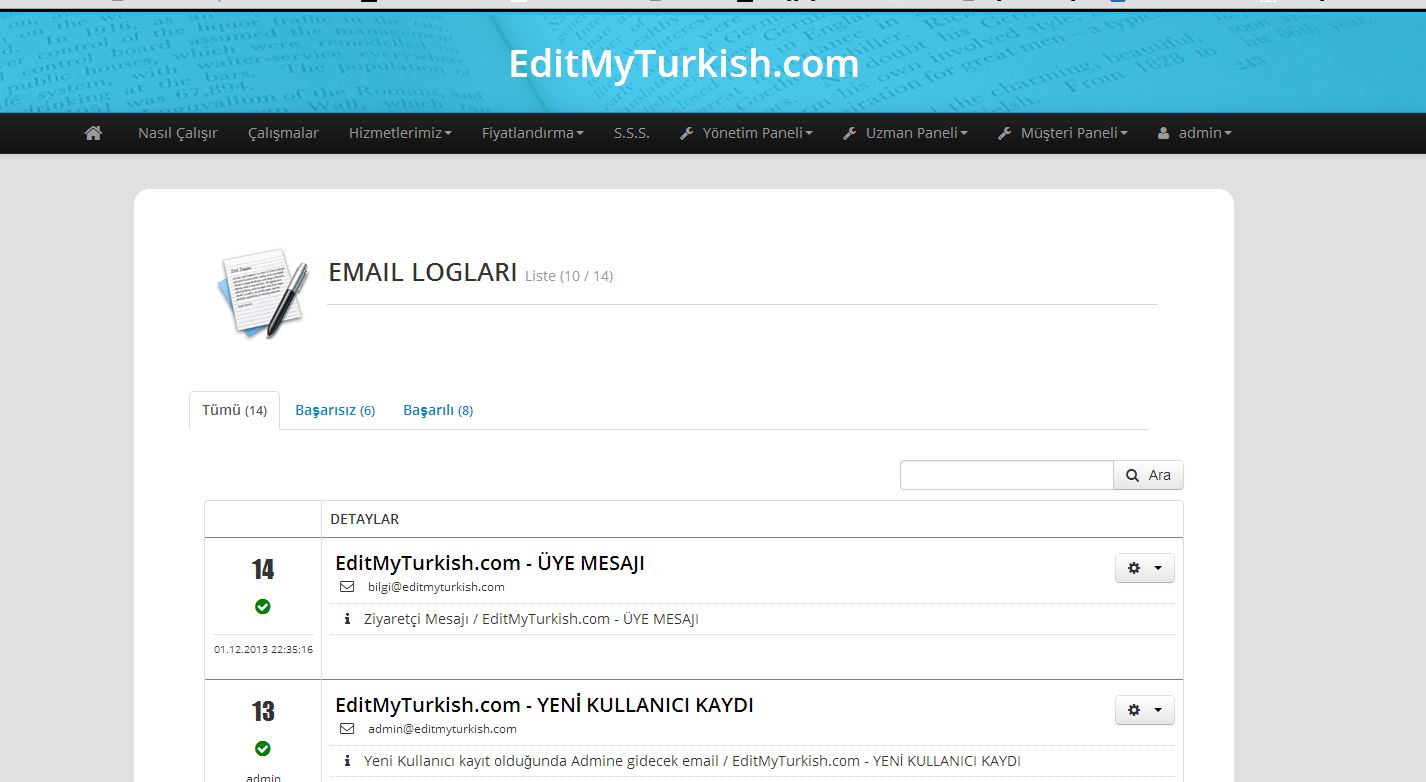 EditMyTurkish.com
Nasıl Çalışır Çalışmalar Hizmetlerimiz Fiyatlandırma S.S.S. Yönetim Paneli Uzman Paneli Müşteri Paneli admin
EMAIL LOGLARI Liste (10 / 14)
Tümü (14) Başarısız (6) Başarılı (8)
Ara
DETAYLAR
14
EditMyTurkish.com - ÜYE MESAJI
bilgi@editmyturkish.com
Ziyaretçi Mesajı / EditMyTurkish.com - ÜYE MESAJI
01.12.2013 22:35:16
13
EditMyTurkish.com - YENİ KULLANICI KAYDI
admin@editmyturkish.com
Yeni Kullanıcı kayıt olduğunda Admine gidecek email / EditMyTurkish.com - YENİ KULLANICI KAYDI
admin